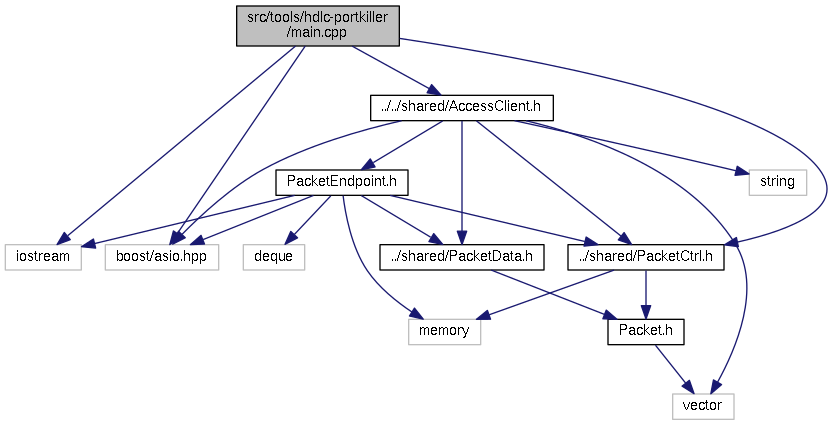 src/tools/hdlc-portkiller
/main.cpp
../../shared/AccessClient.h
PacketEndpoint.h
string
iostream
boost/asio.hpp
deque
../shared/PacketData.h
../shared/PacketCtrl.h
memory
Packet.h
vector